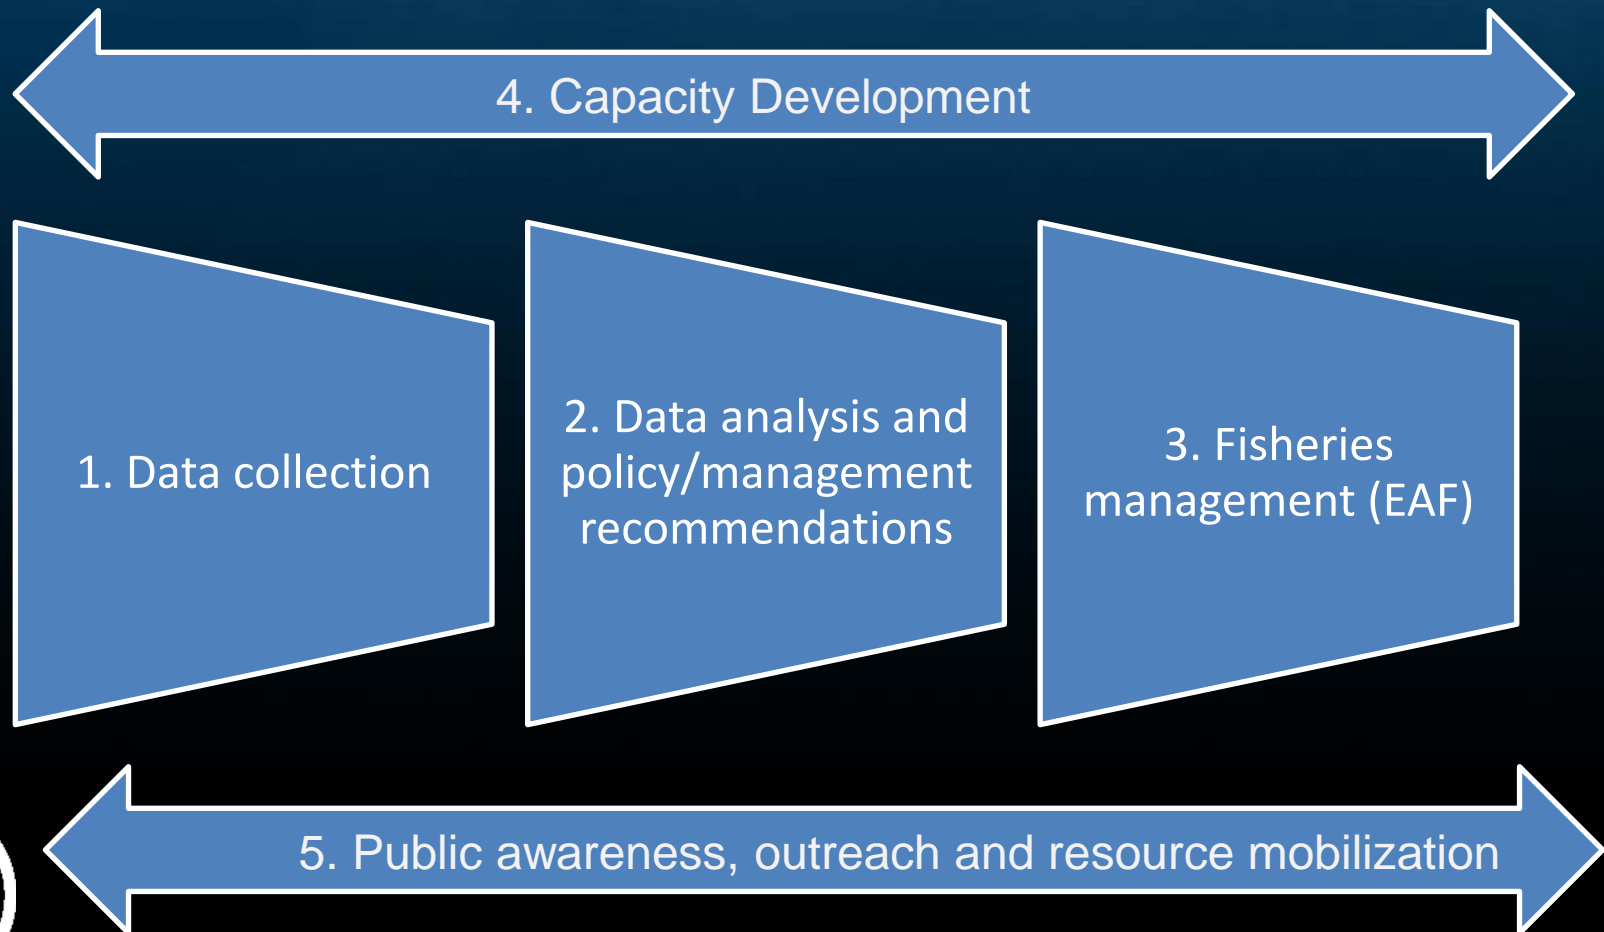 4. Capacity Development
1. Data collection
2. Data analysis and
policy/management
recommendations
3. Fisheries
management (EAF)
5. Public awareness, outreach and resource mobilization